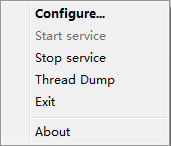 Configure...
Start service
Stop service
Thread Dump
Exit
About